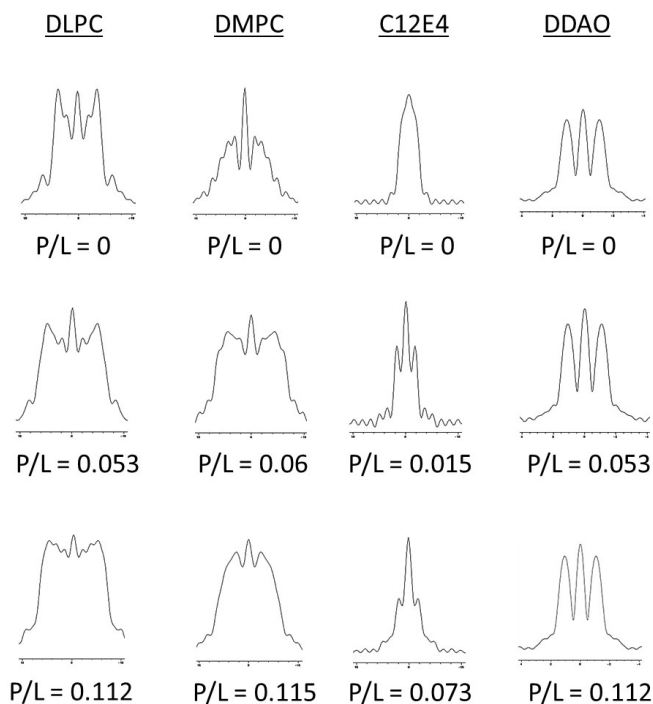 DLPC DMPC C12E4 DDAO
P/L = 0 P/L = 0 P/L = 0 P/L = 0
P/L = 0.053 P/L = 0.06 P/L = 0.015 P/L = 0.053
P/L = 0.112 P/L = 0.115 P/L = 0.073 P/L = 0.112